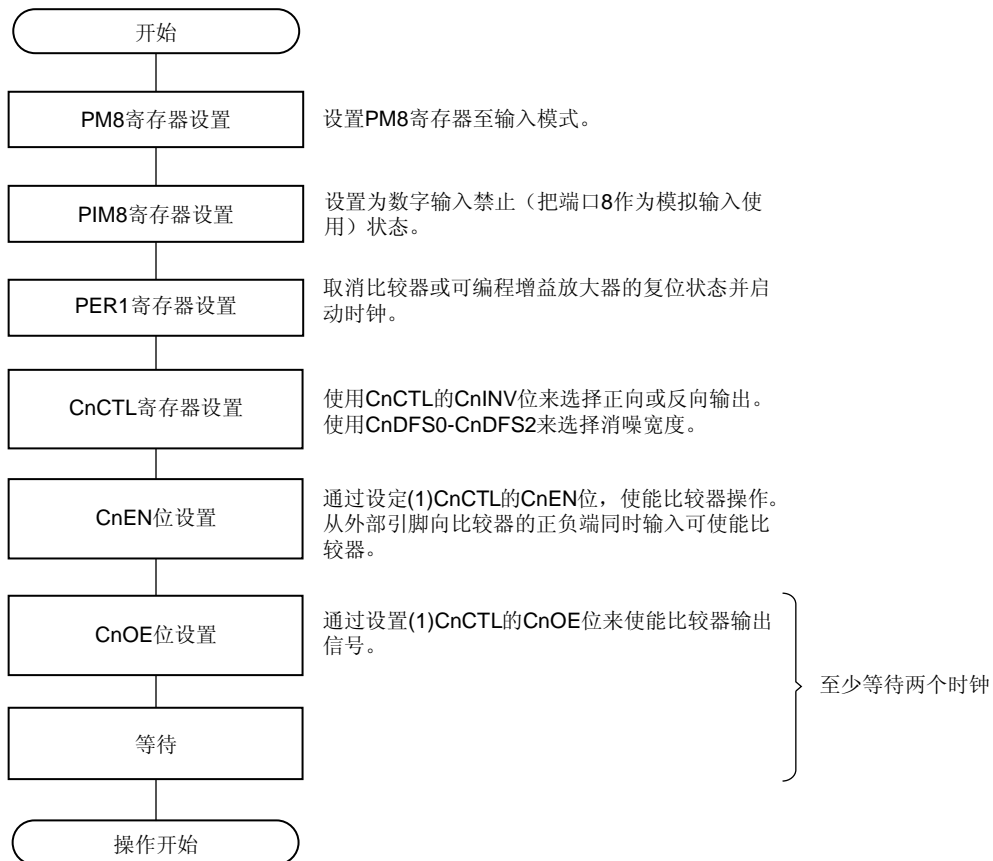 开始
PM8寄存器设置
设置PM8寄存器至输入模式。
PIM8寄存器设置
设置为数字输入禁止（把端口8作为模拟输入使
用）状态。
PER1寄存器设置
取消比较器或可编程增益放大器的复位状态并启
动时钟。
CnCTL寄存器设置
使用CnCTL的CnINV位来选择正向或反向输出。
使用CnDFS0-CnDFS2来选择消噪宽度。
CnEN位设置
通过设定(1)CnCTL的CnEN位，使能比较器操作。
从外部引脚向比较器的正负端同时输入可使能比
较器。
CnOE位设置
通过设置(1)CnCTL的CnOE位来使能比较器输出
信号。
至少等待两个时钟
等待
操作开始